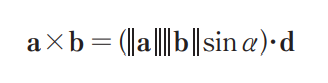 a×b = (‖a‖‖b‖ sin α)·d